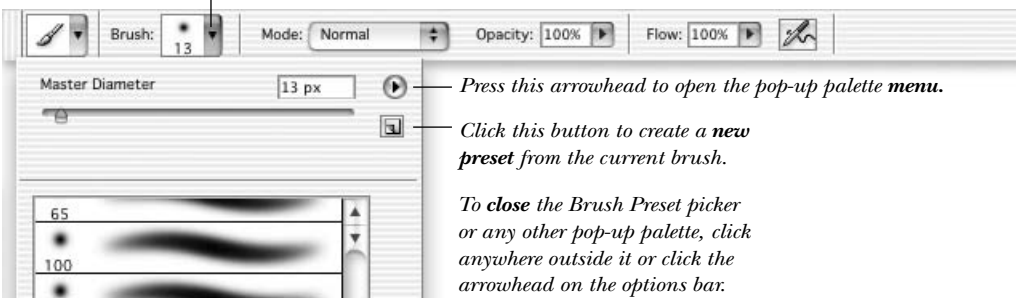 Brush:
13
Mode: Normal
Opacity: 100%
Flow: 100%
Master Diameter
13 px
Press this arrowhead to open the pop-up palette menu.
Click this button to create a new
preset from the current brush.
65
100
To close the Brush Preset picker
or any other pop-up palette, click
anywhere outside it or click the
arrowhead on the options bar.